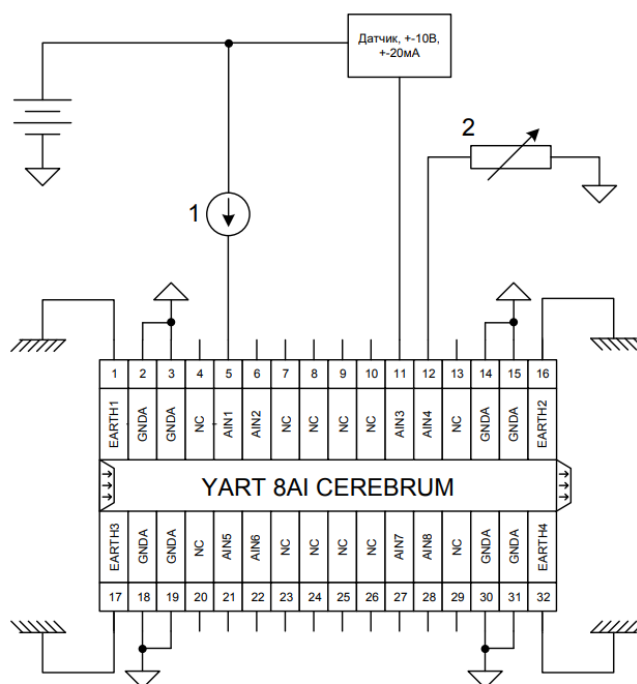 Датчик, +-10В,
+-20мА
2
1
1 2 3 4 5 6 7 8 9 10 11 12 13 14 15 16
EARTH1 GNDA GNDA NC AIN1 AIN2 NC NC NC NC AIN3 AIN4 NC GNDA GNDA EARTH2
YART 8AI CEREBRUM
EARTH3 GNDA GNDA NC AIN5 AIN6 NC NC NC NC AIN7 AIN8 NC GNDA GNDA EARTH4
17 18 19 20 21 22 23 24 25 26 27 28 29 30 31 32